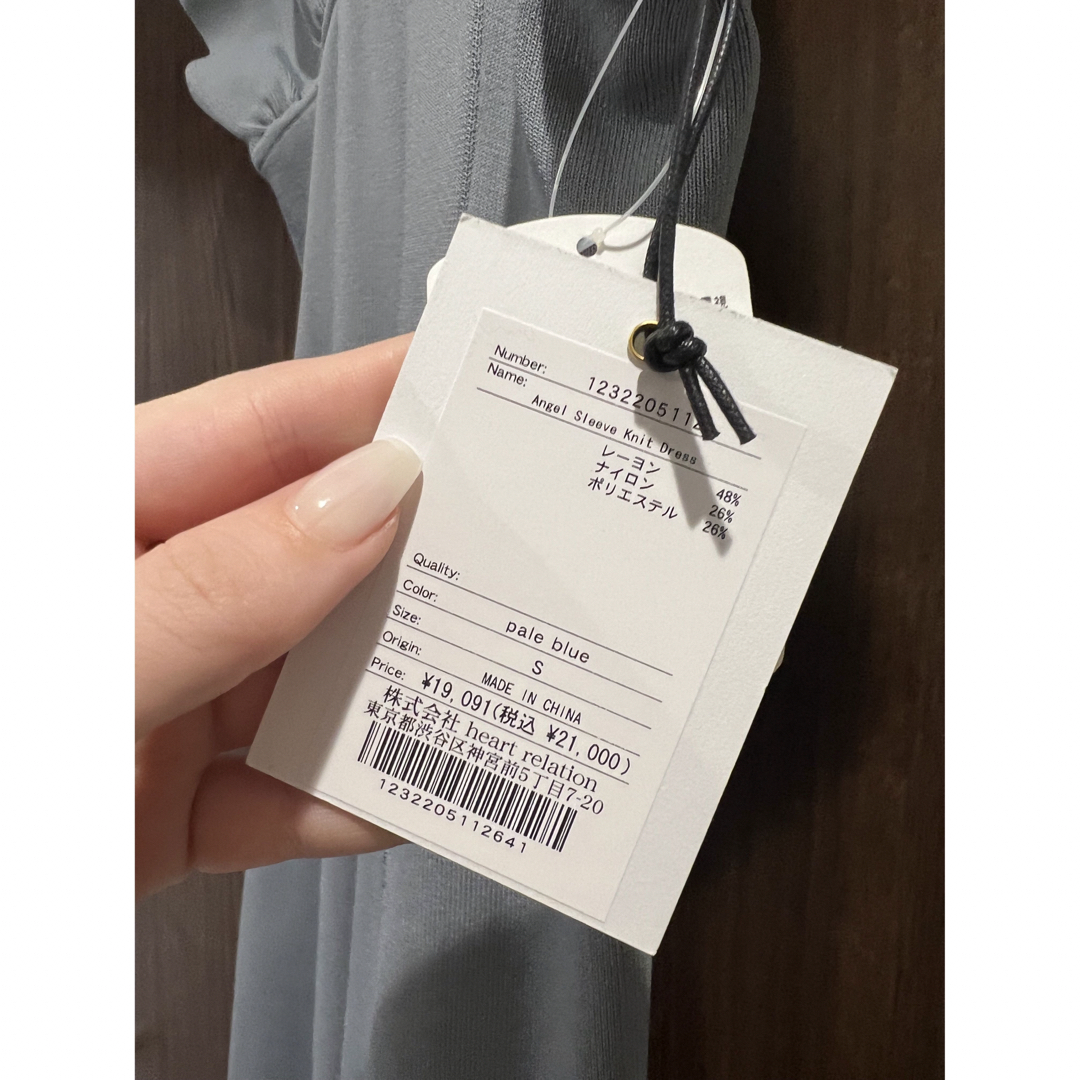 Number: 12322051126
Name: Angel Sleeve Knit Dress
レーヨン 48%
ナイロン 26%
ポリエステル 26%
Quality:
Color: pale blue
Size: S
Origin: MADE IN CHINA
Price: ¥19,091(税込 ¥21,000)
株式会社 heart relation
東京都渋谷区神宮前5丁目7-20
1232205112641